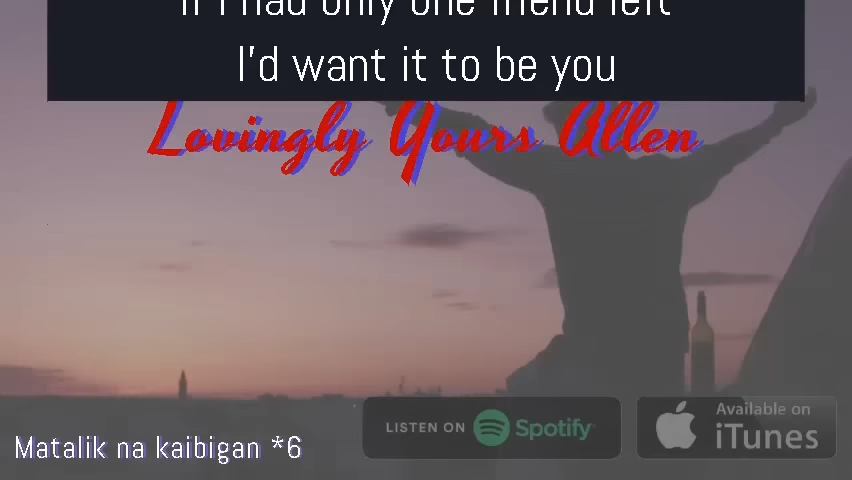 If I had only one friend left
I'd want it to be you
Lovingly Yours Allen
LISTEN ON Spotify
Available on
iTunes
Matalik na kaibigan *6